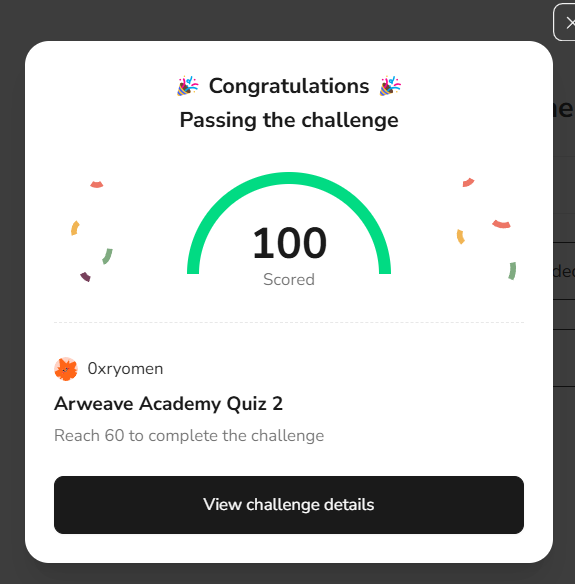 🎉 Congratulations 🎉
Passing the challenge
100
Scored
0xryomen
Arweave Academy Quiz 2
Reach 60 to complete the challenge
View challenge details